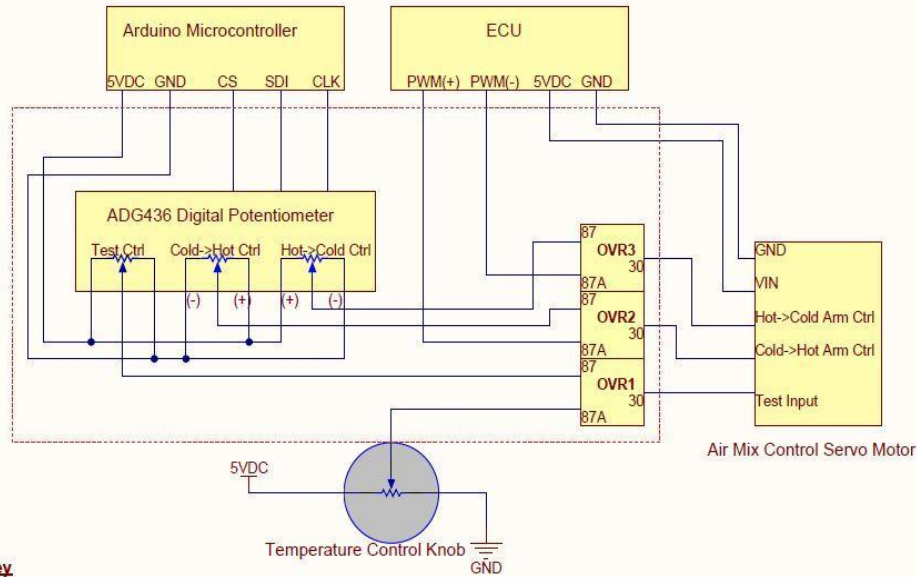 Arduino Microcontroller
5VDC GND CS SDI CLK
ECU
PWM(+) PWM(-) 5VDC GND
ADG436 Digital Potentiometer
Test Ctrl Cold->Hot Ctrl Hot->Cold Ctrl
(-) (+) (+) (-)
87
OVR3
30
87A
87
OVR2
30
87A
87
OVR1
30
87A
GND
VIN
Hot->Cold Arm Ctrl
Cold->Hot Arm Ctrl
Test Input
Air Mix Control Servo Motor
5VDC
Temperature Control Knob
GND